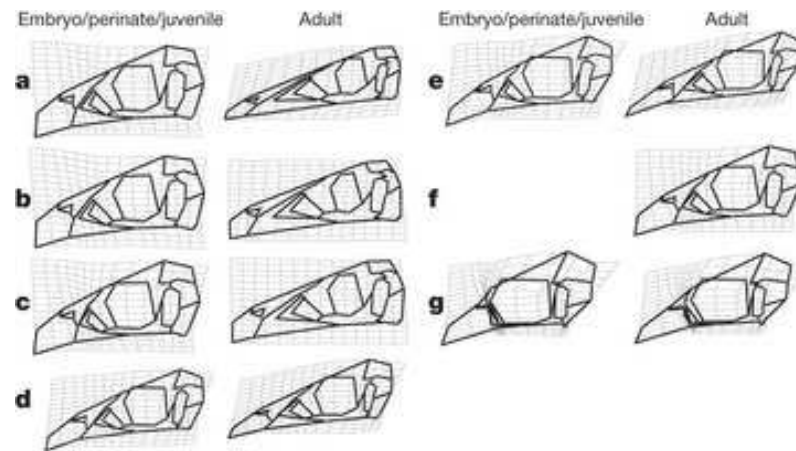 Embryo/perinate/juvenile Adult Embryo/perinate/juvenile Adult
a e
b f
c g
d